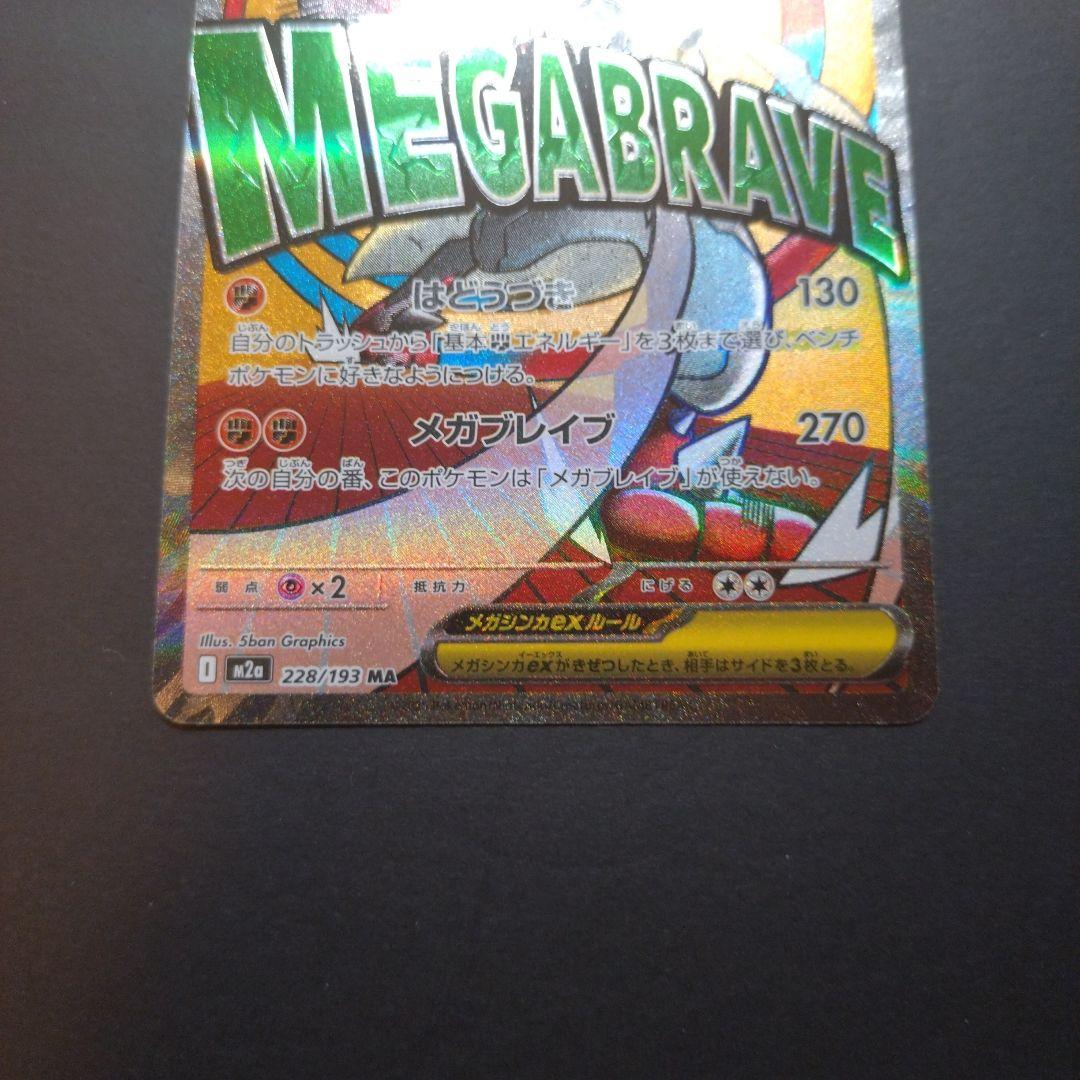 MEGABRAVE
はどうづき 130
自分のトラッシュから「基本エネルギー」を3枚まで選び、ベンチ
ポケモンに好きなようにつける。
メガブレイブ 270
次の自分の番、このポケモンは「メガブレイブ」が使えない。
弱点 ×2 抵抗力 にげる
メガシンカexルール
メガシンカexがきぜつしたとき、相手はサイドを3枚とる。
Illus. 5ban Graphics
I m2a 228/193 MA